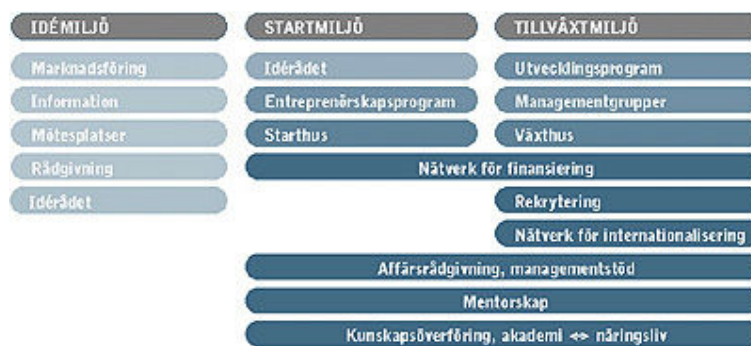 IDÉMILJÖ
Marknadsföring
Information
Mötesplatser
Rådgivning
Idérådet
STARTMILJÖ
Idérådet
Entreprenörskapsprogram
Starthus
TILLVÄXTMILJÖ
Utvecklingsprogram
Managementgrupper
Växthus
Nätverk för finansiering
Rekrytering
Nätverk för internationalisering
Affärsrådgivning, managementstöd
Mentorskap
Kunskapsöverföring, akademi ⇔ näringsliv